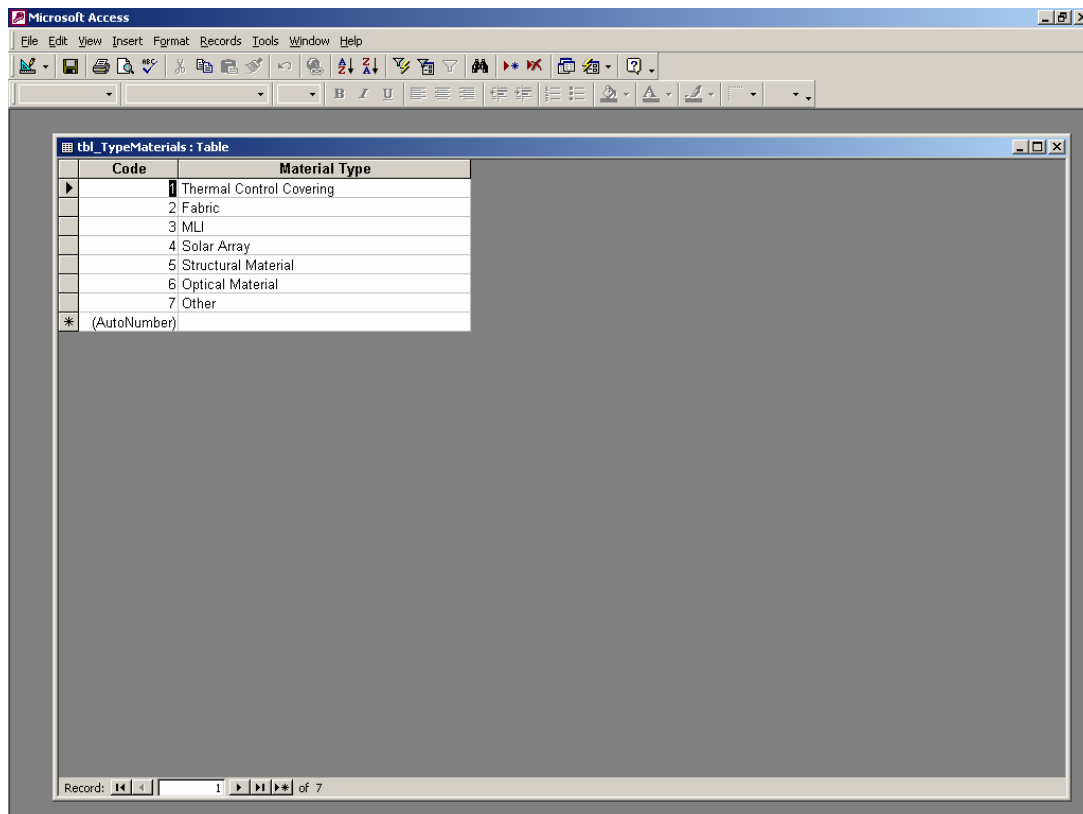 Microsoft Access
File Edit View Insert Format Records Tools Window Help
ABC A Z Z A
B I U A
tbl_TypeMaterials : Table
Code Material Type
1 Thermal Control Covering
2 Fabric
3 MLI
4 Solar Array
5 Structural Material
6 Optical Material
7 Other
(AutoNumber)
Record: 1 of 7